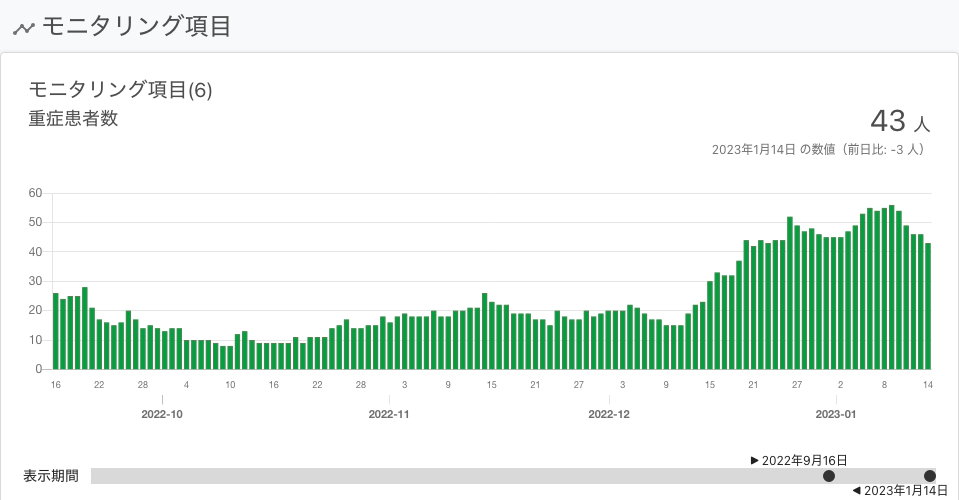 モニタリング項目
モニタリング項目(6)
重症患者数
43 人
2023年1月14日 の数値（前日比: -3 人）
60
50
40
30
20
10
0
16 22 28 4 10 16 22 28 3 9 15 21 27 3 9 15 21 27 2 8 14
2022-10 2022-11 2022-12 2023-01
▶ 2022年9月16日
表示期間
◀ 2023年1月14日